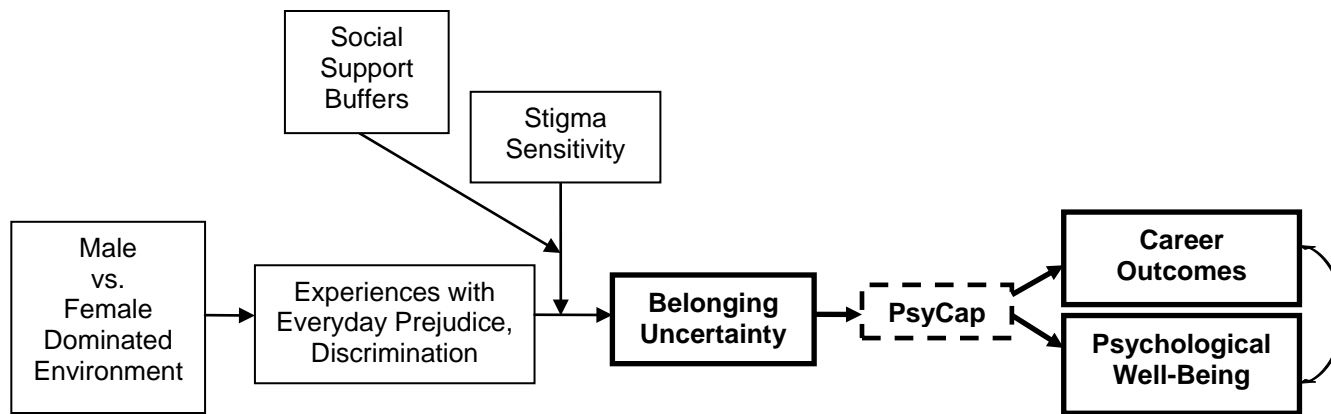 Social
Support
Buffers
Stigma
Sensitivity
Male
vs.
Female
Dominated
Environment
Experiences with
Everyday Prejudice,
Discrimination
Belonging
Uncertainty
PsyCap
Career
Outcomes
Psychological
Well-Being